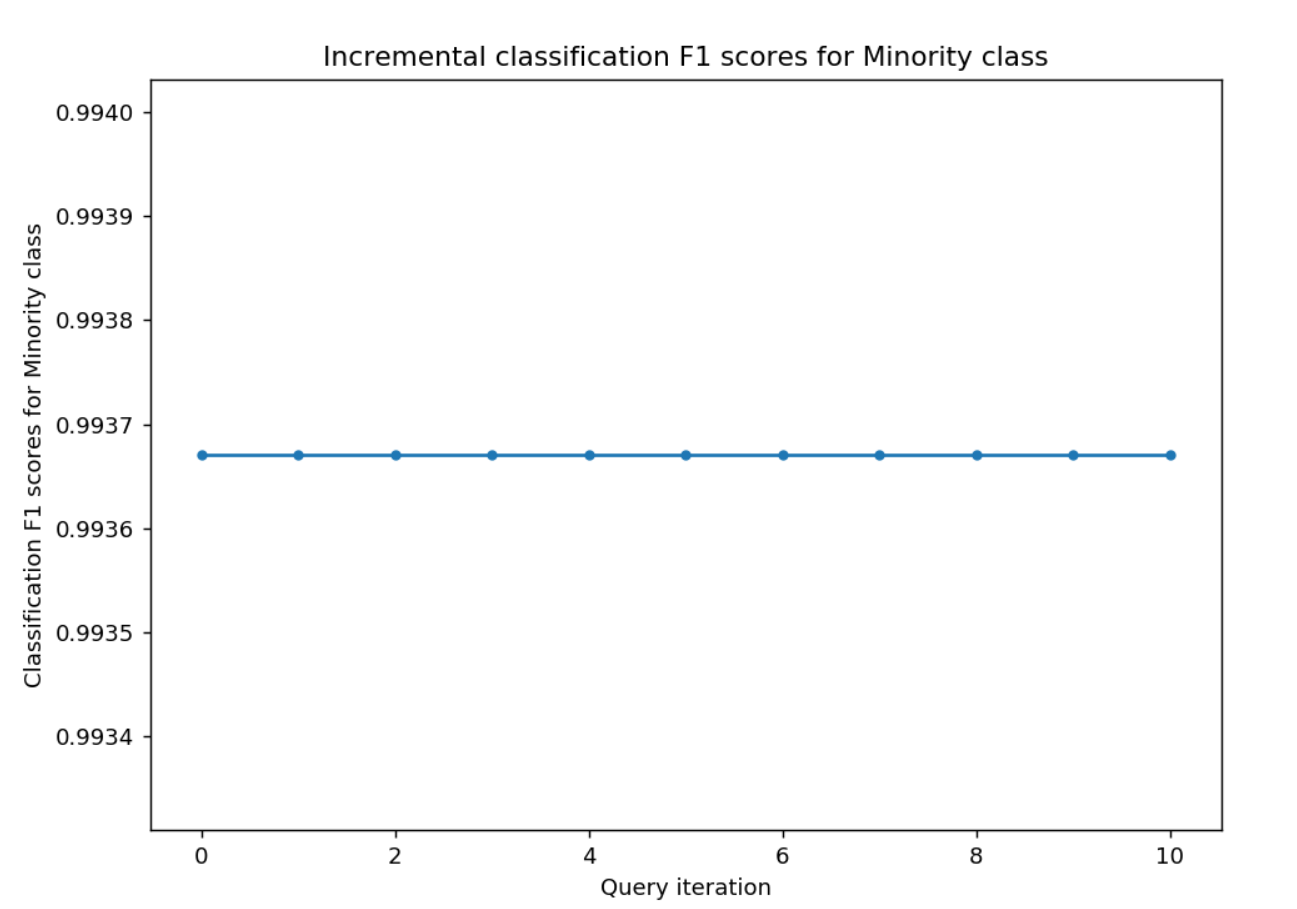 Incremental classification F1 scores for Minority class
Classification F1 scores for Minority class
0.9940
0.9939
0.9938
0.9937
0.9936
0.9935
0.9934
0 2 4 6 8 10
Query iteration